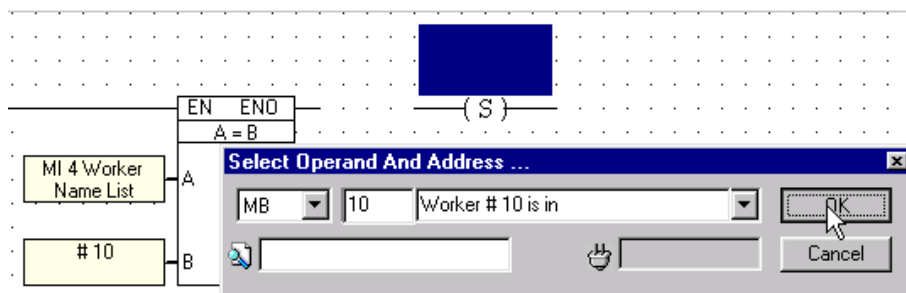 EN ENO
( S )
A = B
MI 4 Worker
Name List
A
Select Operand And Address ...
MB
10
Worker # 10 is in
OK
# 10
B
Cancel